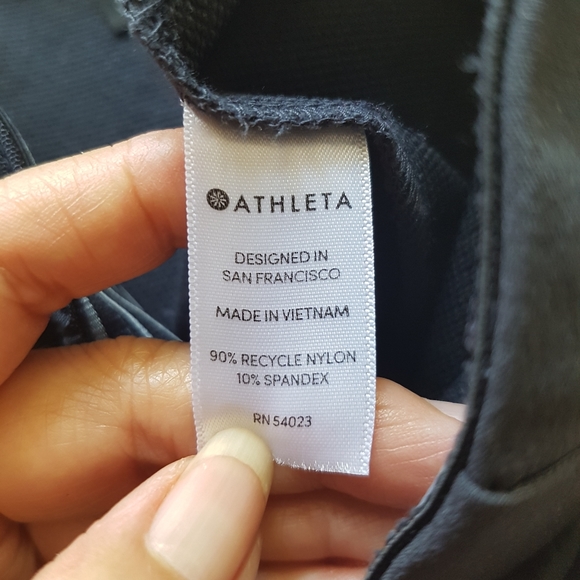 ATHLETA
DESIGNED IN
SAN FRANCISCO
MADE IN VIETNAM
90% RECYCLE NYLON
10% SPANDEX
RN 54023